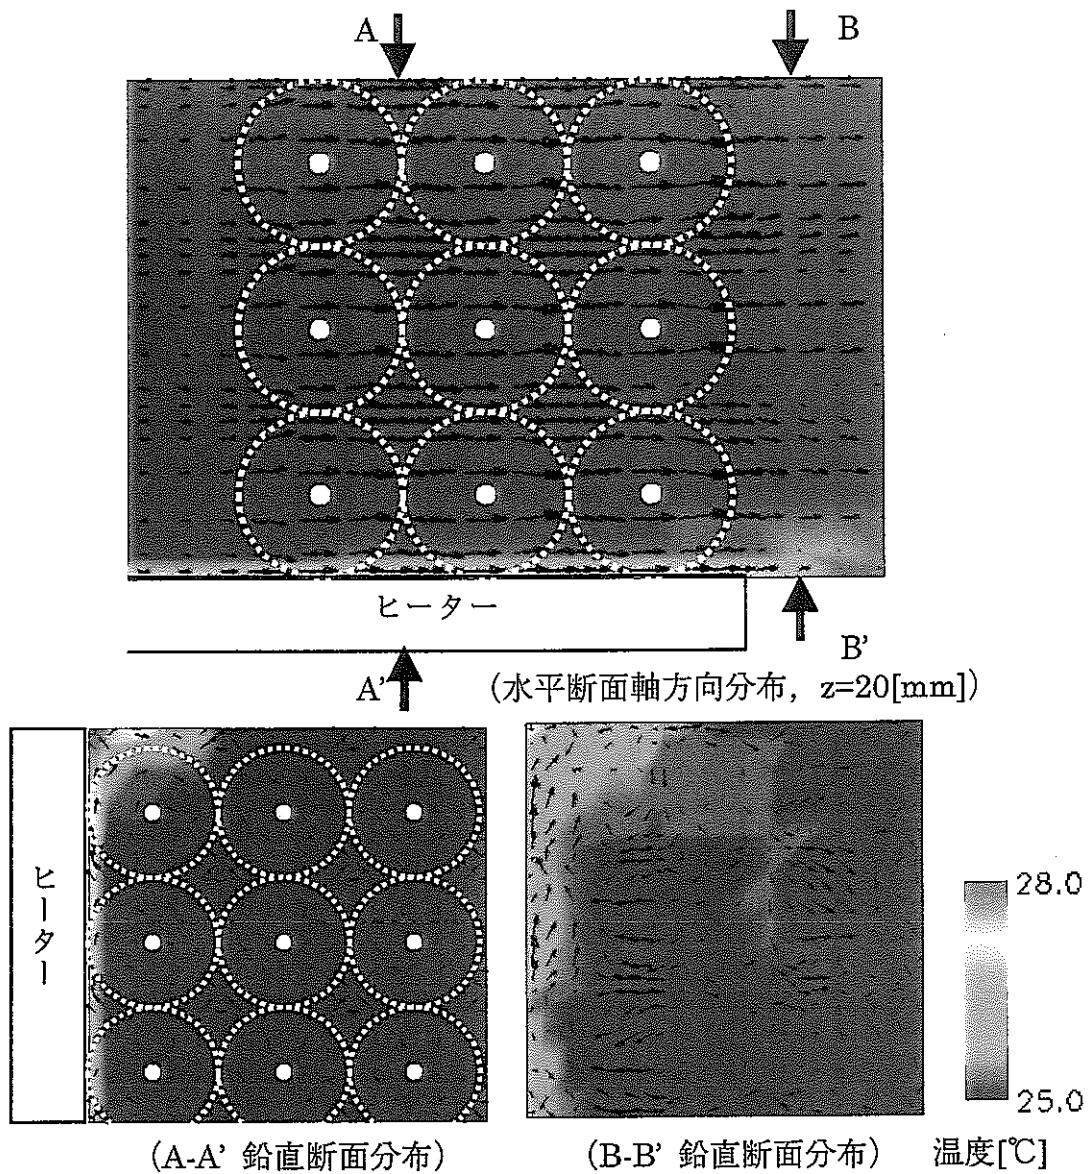 A
B
ヒーター
A'
B'
(水平断面軸方向分布, z=20[mm])
ヒーター
28.0
25.0
(A-A' 鉛直断面分布)
(B-B' 鉛直断面分布)
温度[℃]